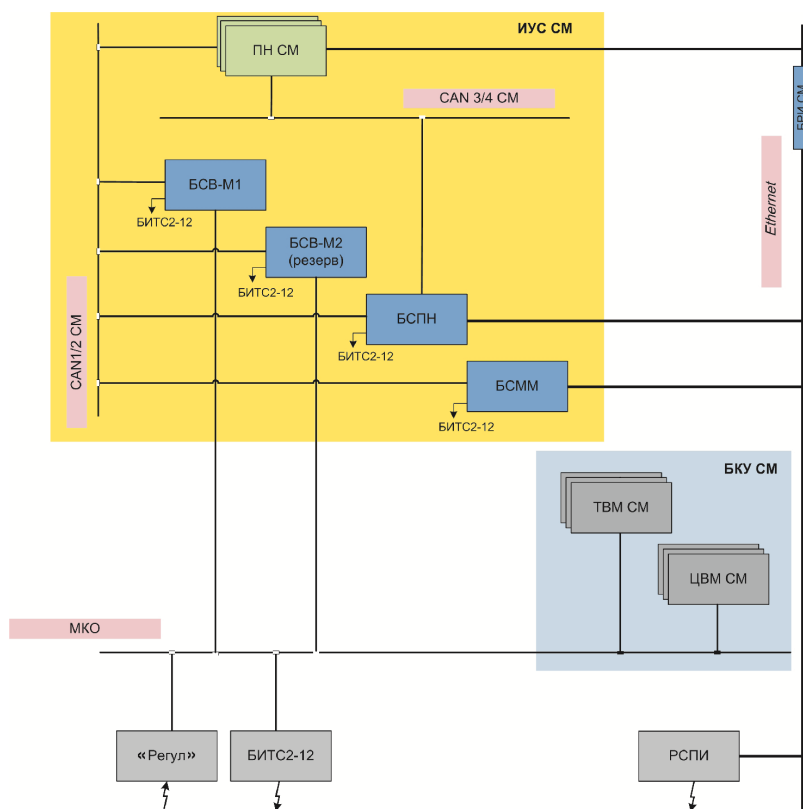 ИУС СМ
ПН СМ
CAN 3/4 СМ
БРИ СМ
Ethernet
БСВ-М1
БИТС2-12
БСВ-М2
(резерв)
БИТС2-12
CAN1/2 СМ
БСПН
БИТС2-12
БСММ
БИТС2-12
БКУ СМ
ТВМ СМ
ЦВМ СМ
МКО
«Регул»
БИТС2-12
РСПИ